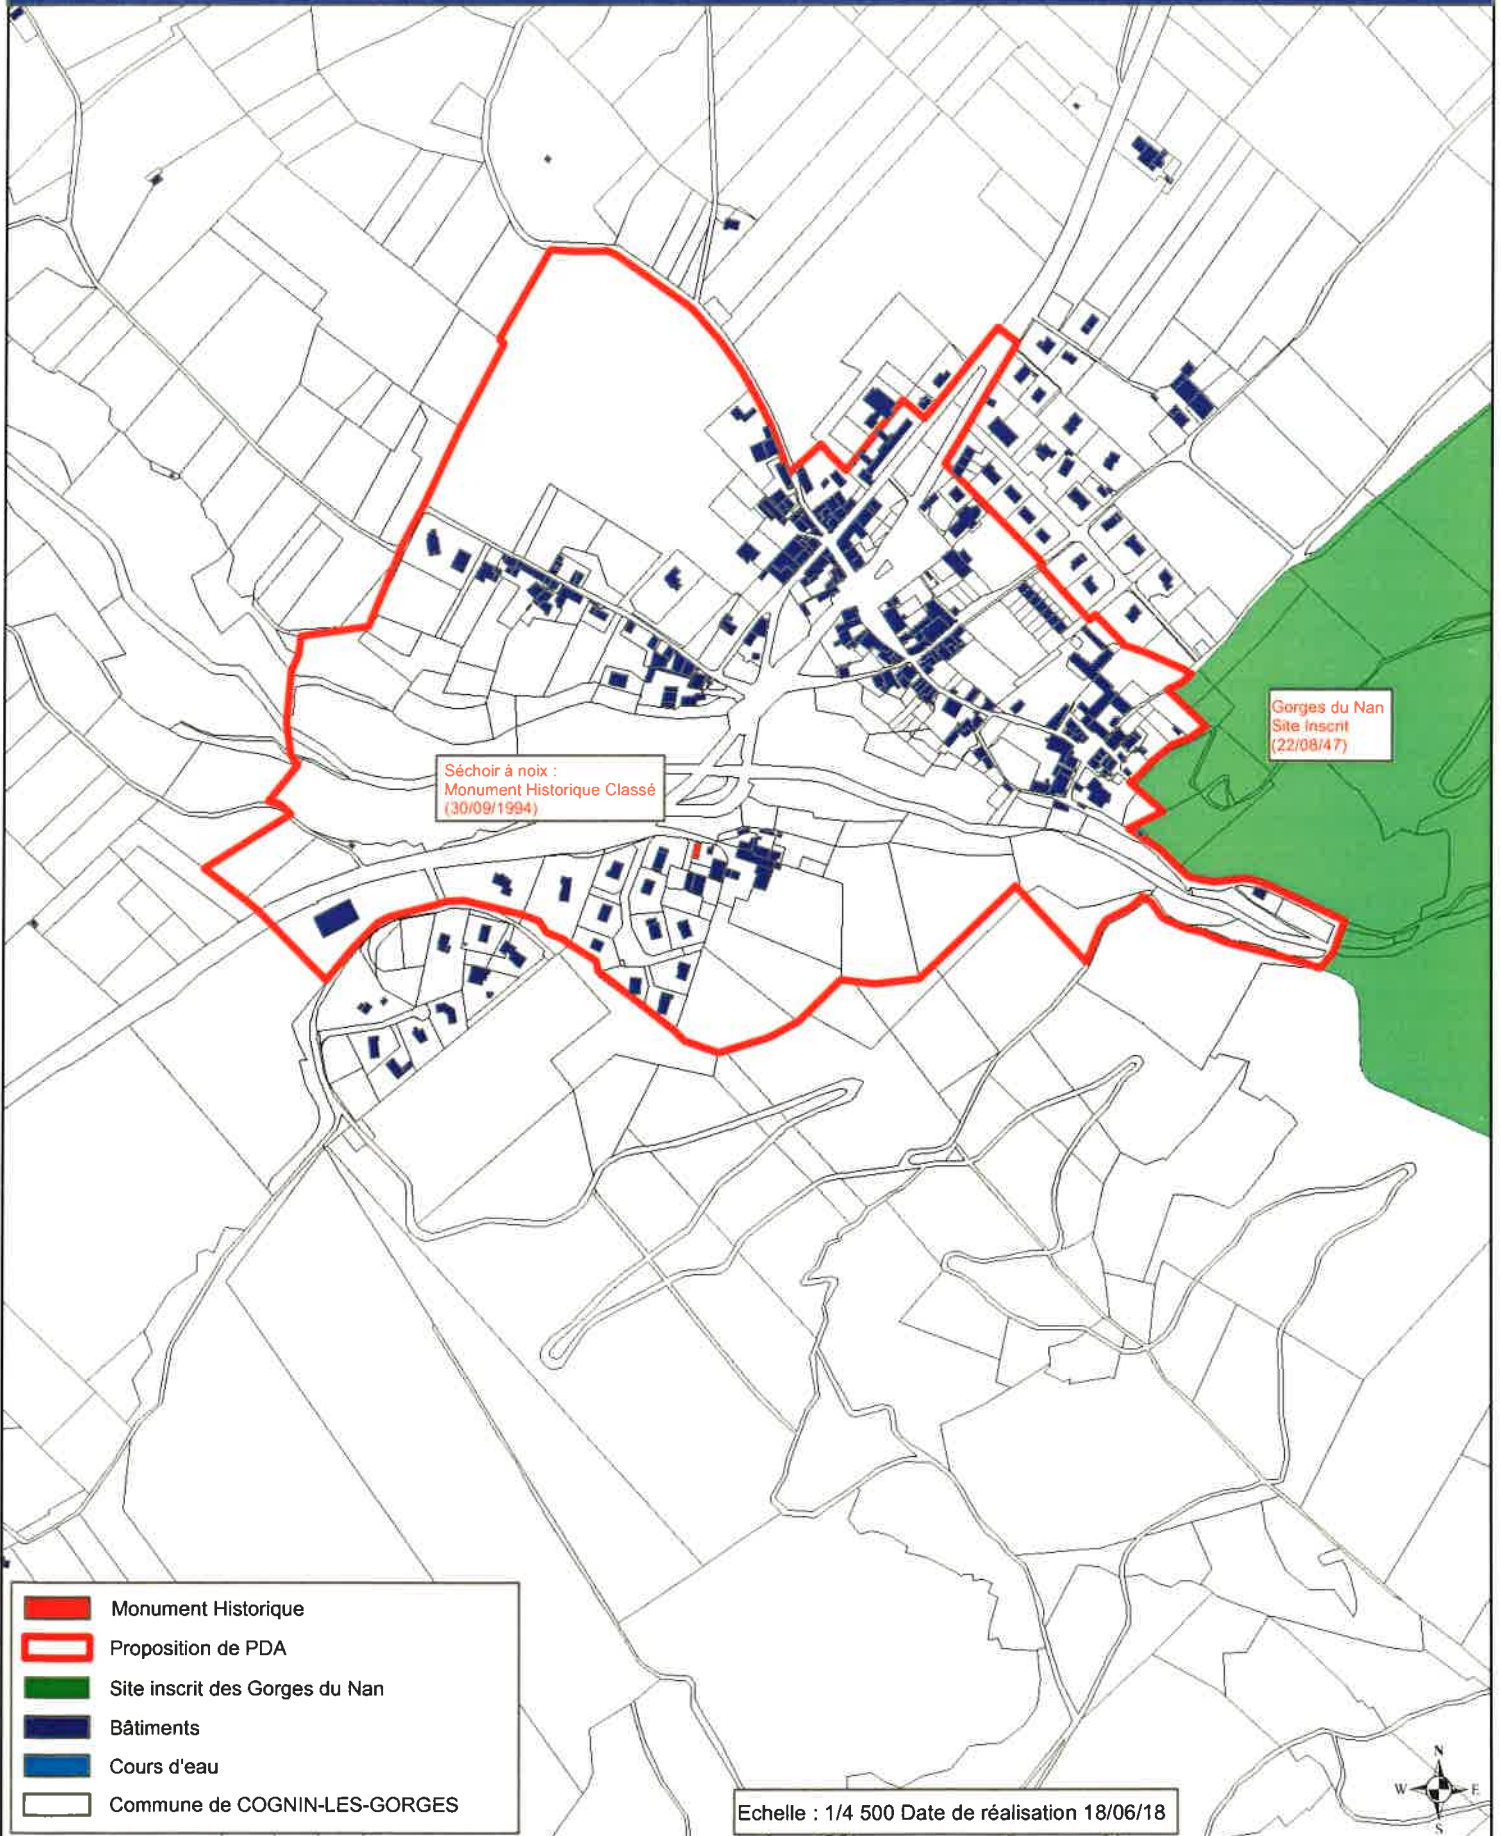 Gorges du Nan
Site Inscrit
(22/08/47)
Séchoir à noix :
Monument Historique Classé
(30/09/1994)
Monument Historique
Proposition de PDA
Site inscrit des Gorges du Nan
Bâtiments
Cours d'eau
Commune de COGNIN-LES-GORGES
Echelle : 1/4 500 Date de réalisation 18/06/18
N
W E
S